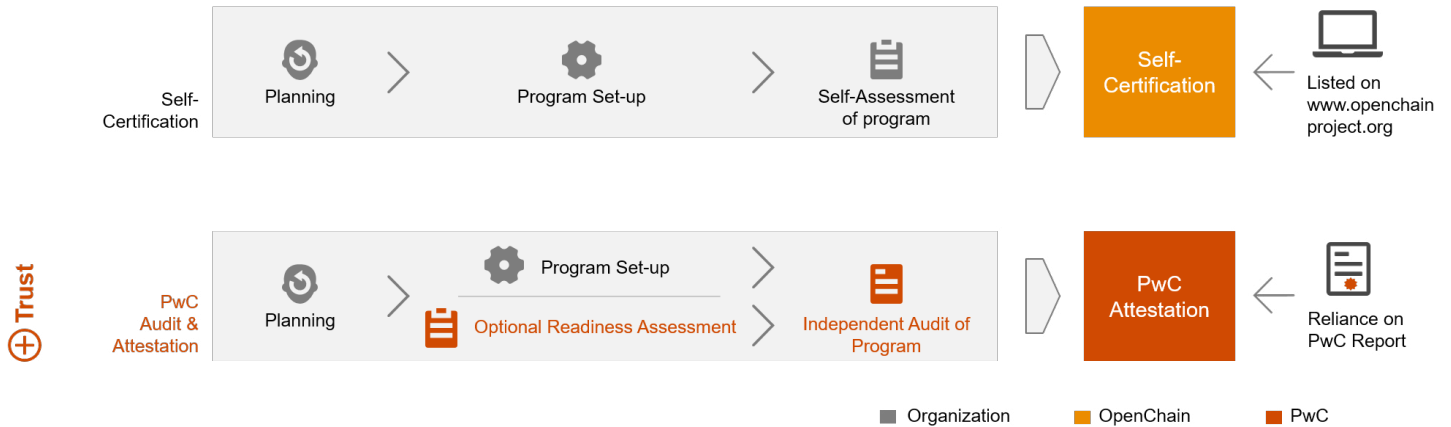 Self-
Certification
Planning
Program Set-up
Self-Assessment
of program
Self-
Certification
Listed on
www.openchain
project.org
Trust
PwC
Audit &
Attestation
Planning
Program Set-up
Optional Readiness Assessment
Independent Audit of
Program
PwC
Attestation
Reliance on
PwC Report
Organization
OpenChain
PwC